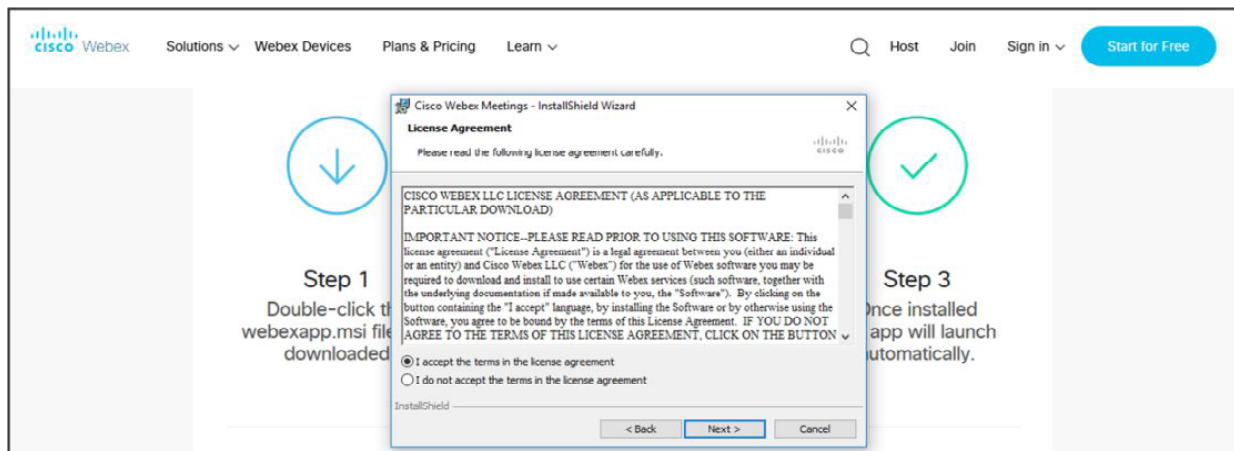 cisco Webex Solutions Webex Devices Plans & Pricing Learn Host Join Sign in Start for Free
Cisco Webex Meetings - InstallShield Wizard
License Agreement
Please read the following license agreement carefully.
cisco
CISCO WEBEX LLC LICENSE AGREEMENT (AS APPLICABLE TO THE
PARTICULAR DOWNLOAD)
IMPORTANT NOTICE--PLEASE READ PRIOR TO USING THIS SOFTWARE: This
license agreement ("License Agreement") is a legal agreement between you (either an individual
or an entity) and Cisco Webex LLC ("Webex") for the use of Webex software you may be
required to download and install to use certain Webex services (such software, together with
the underlying documentation if made available to you, the "Software"). By clicking on the
button containing the "I accept" language, by installing the Software or by otherwise using the
Software, you agree to be bound by the terms of this License Agreement. IF YOU DO NOT
AGREE TO THE TERMS OF THIS LICENSE AGREEMENT, CLICK ON THE BUTTON
I accept the terms in the license agreement
I do not accept the terms in the license agreement
InstallShield
< Back Next > Cancel
Step 1
Double-click th
webexapp.msi file
downloaded
Step 3
Once installed
app will launch
utomatically.